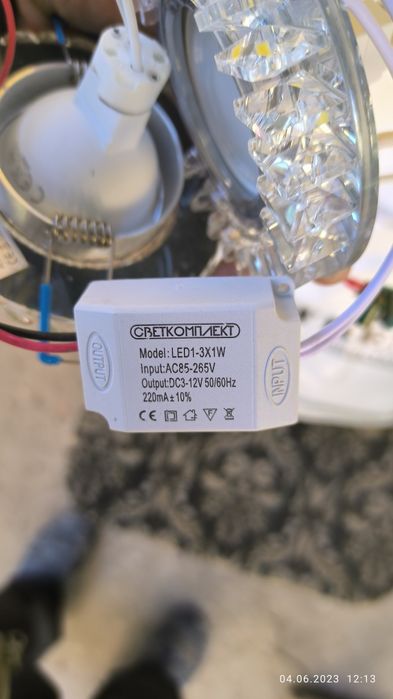 СВЕТКОМПЛЕКТ
Model: LED1-3X1W
Input:AC85-265V
Output:DC3-12V 50/60Hz
220mA±10%
CE
OUTPUT
INPUT
04.06.2023 12:13